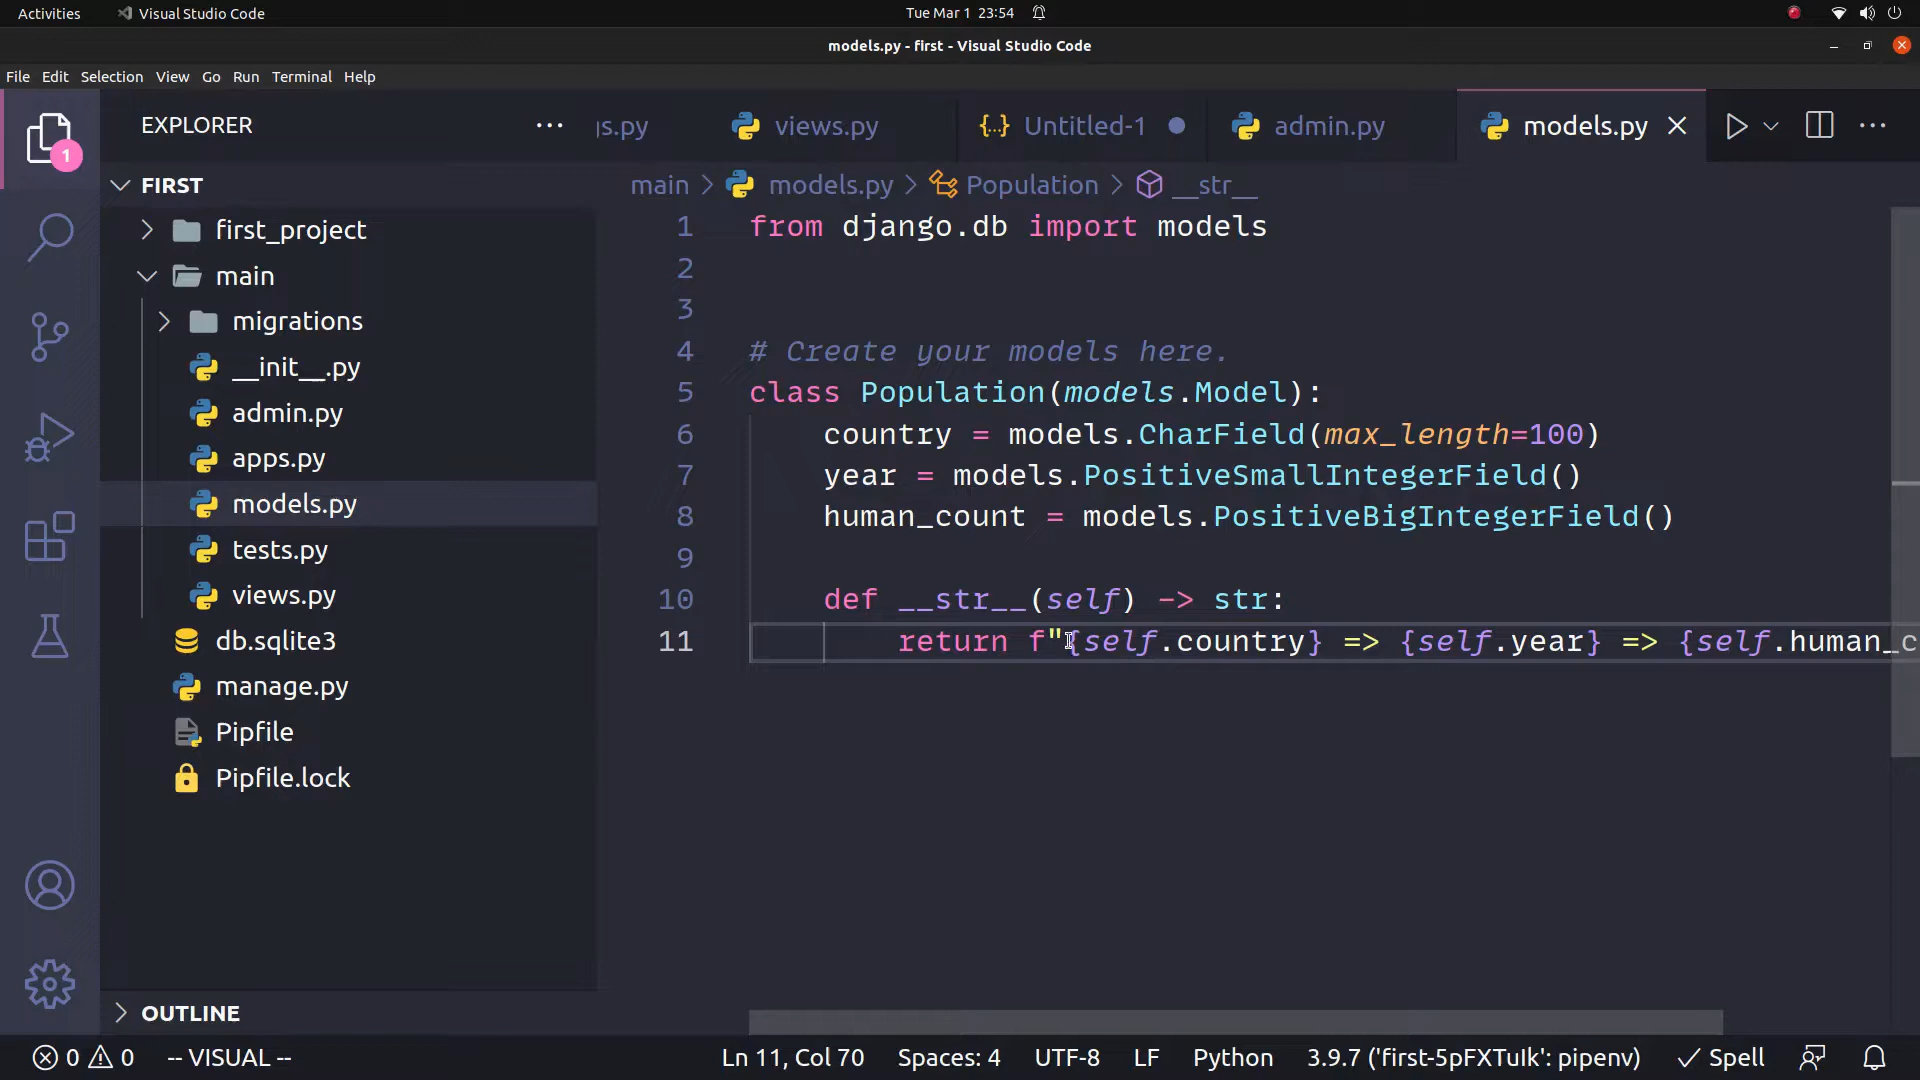 Activities
Visual Studio Code
Tue Mar 1 23:54
models.py - first - Visual Studio Code
File Edit Selection View Go Run Terminal Help
EXPLORER
s.py
views.py
Untitled-1
admin.py
models.py
1
FIRST
main > models.py > Population > __str__
first_project
main
migrations
__init__.py
admin.py
apps.py
models.py
tests.py
views.py
db.sqlite3
manage.py
Pipfile
Pipfile.lock
OUTLINE
1 from django.db import models
2
3
4 # Create your models here.
5 class Population(models.Model):
6 country = models.CharField(max_length=100)
7 year = models.PositiveSmallIntegerField()
8 human_count = models.PositiveBigIntegerField()
9
10 def __str__(self) -> str:
11 return f"{self.country} => {self.year} => {self.human_c
0 0 -- VISUAL -- Ln 11, Col 70 Spaces: 4 UTF-8 LF Python 3.9.7 ('first-5pFXTuIk': pipenv) Spell